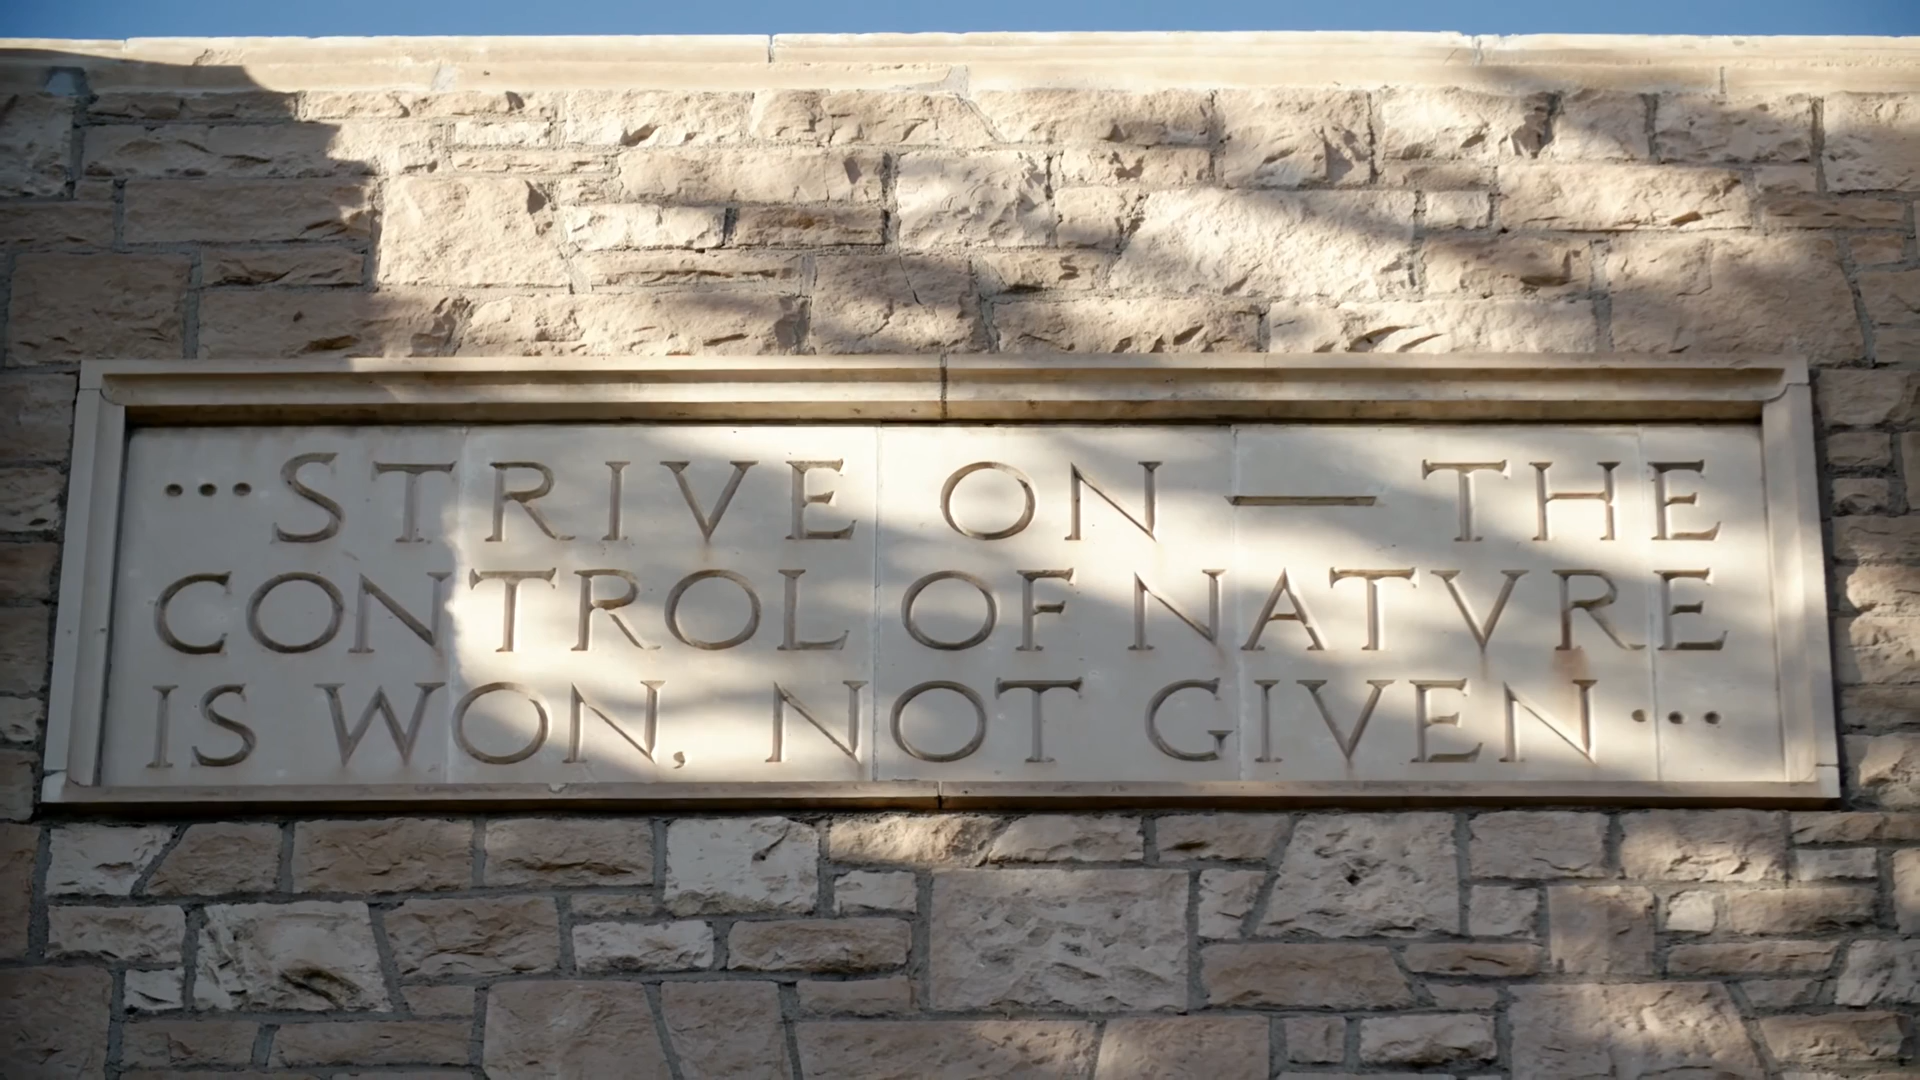 ...STRIVE ON — THE
CONTROL OF NATVRE
IS WON, NOT GIVEN...